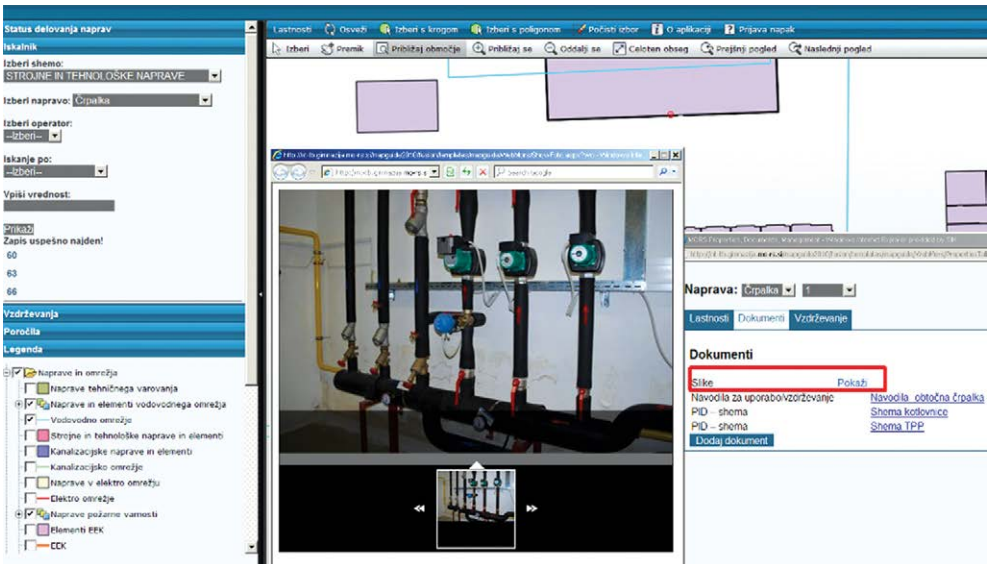 Status delovanja naprav
Iskalnik
Izberi shemo:
STROJNE IN TEHNOLOŠKE NAPRAVE
Izberi napravo: Črpalka
Izberi operator:
--Izberi--
Iskanje po:
--Izberi--
Vpiši vrednost:
Prikaži
Zapis uspešno najden!
60
63
66
Vzdrževanja
Poročila
Legenda
Naprave in omrežja
Naprave tehničnega varovanja
Naprave in elementi vodovodnega omrežja
Vodovodno omrežje
Strojne in tehnološke naprave in elementi
Kanalizacijske naprave in elementi
Kanalizacijsko omrežje
Naprave v elektro omrežju
Elektro omrežje
Naprave požarne varnosti
Elementi EEK
EEK
Lastnosti Osveži Izberi s krogom Izberi s poligonom Počisti izbor O aplikaciji Prijava napak
Izberi Premik Približaj območje Približaj se Oddalji se Celoten obseg Prejšnji pogled Naslednji pogled
Naprava: Črpalka 1
Lastnosti Dokumenti Vzdrževanje
Dokumenti
Slike Pokaži
Navodila za uporabo/vzdrževanje Navodila obtočna črpalka
PID – shema Shema kotlovnice
PID – shema Shema TPP
Dodaj dokument